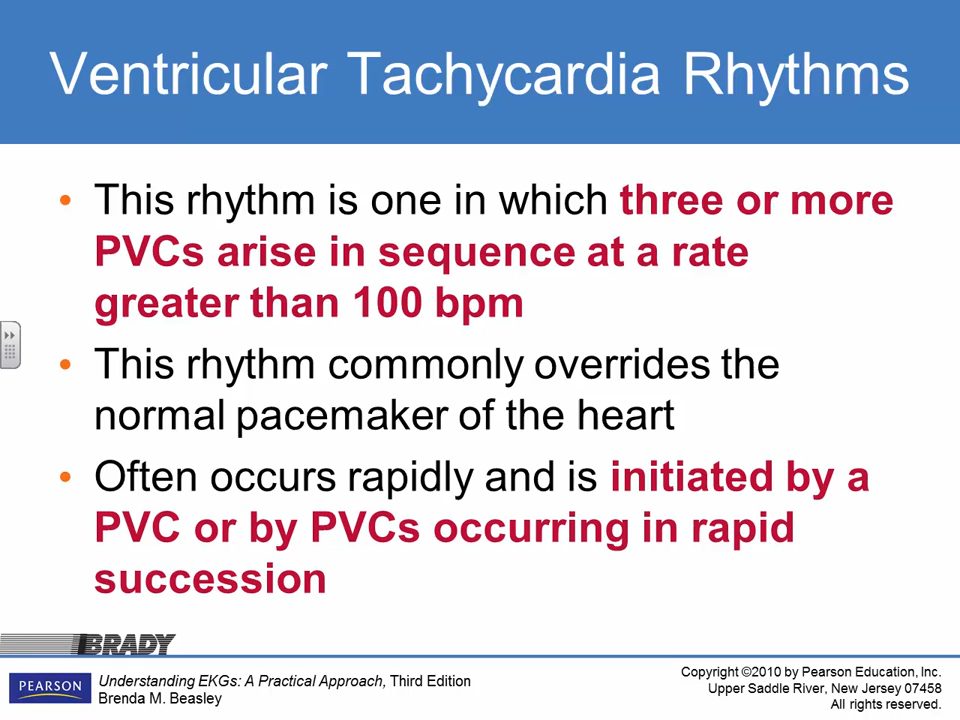 Ventricular Tachycardia Rhythms
• This rhythm is one in which three or more
PVCs arise in sequence at a rate
greater than 100 bpm
• This rhythm commonly overrides the
normal pacemaker of the heart
• Often occurs rapidly and is initiated by a
PVC or by PVCs occurring in rapid
succession
BRADY
PEARSON
Understanding EKGs: A Practical Approach, Third Edition
Brenda M. Beasley
Copyright ©2010 by Pearson Education, Inc.
Upper Saddle River, New Jersey 07458
All rights reserved.